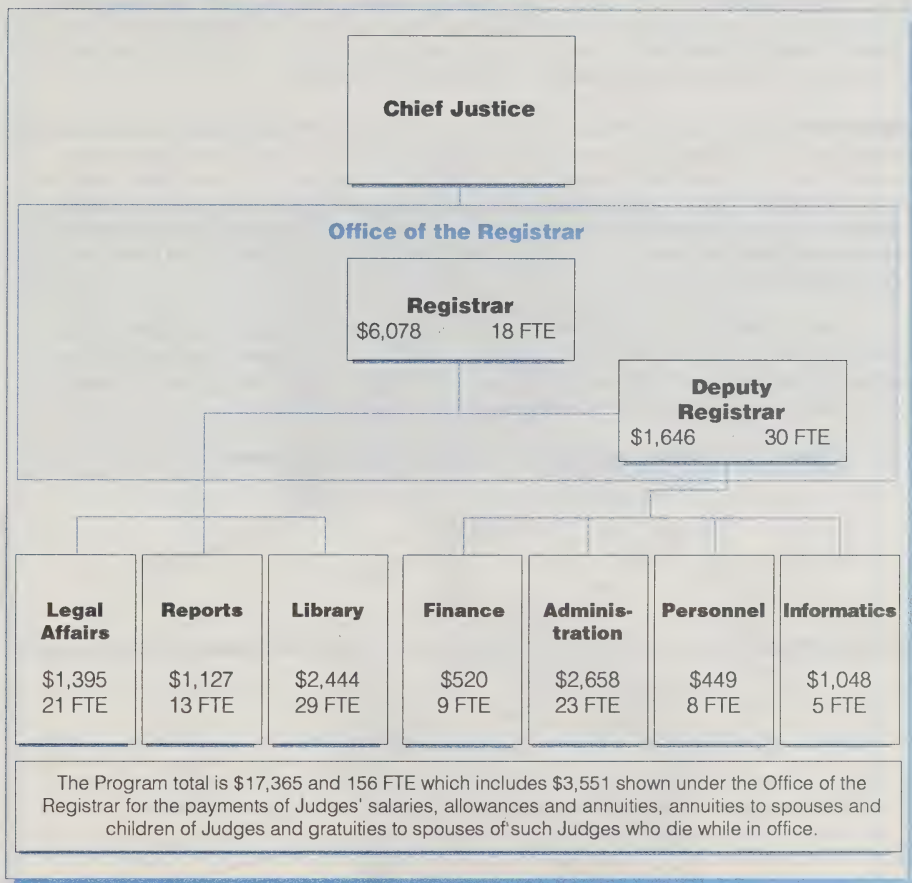 Chief Justice
Office of the Registrar
Registrar
$6,078 18 FTE
Deputy
Registrar
$1,646 30 FTE
Legal
Affairs
$1,395
21 FTE
Reports
$1,127
13 FTE
Library
$2,444
29 FTE
Finance
$520
9 FTE
Adminis-
tration
$2,658
23 FTE
Personnel
$449
8 FTE
Informatics
$1,048
5 FTE
The Program total is $17,365 and 156 FTE which includes $3,551 shown under the Office of the
Registrar for the payments of Judges' salaries, allowances and annuities, annuities to spouses and
children of Judges and gratuities to spouses of such Judges who die while in office.